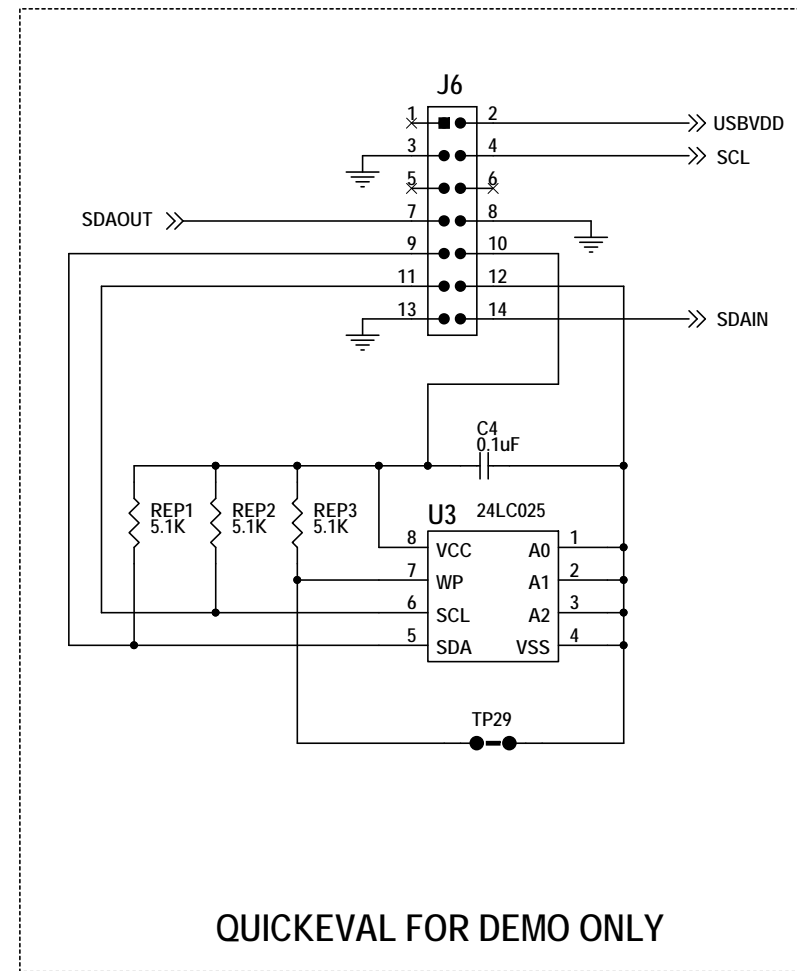 J6
1 2 USBVDD
3 4 SCL
5 6
SDAOUT 7 8
9 10
11 12
13 14 SDAIN
C4
0.1uF
REP1
5.1K
REP2
5.1K
REP3
5.1K
U3 24LC025
8 VCC A0 1
7 WP A1 2
6 SCL A2 3
5 SDA VSS 4
TP29
QUICKEVAL FOR DEMO ONLY